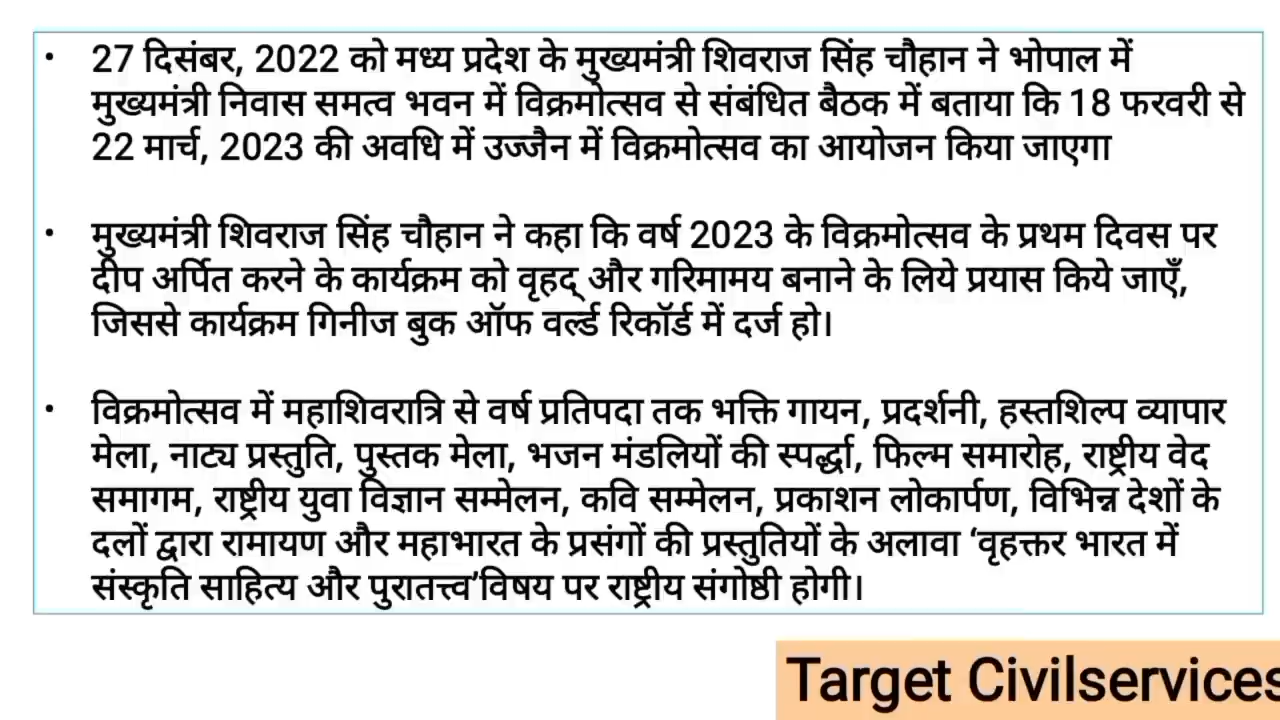 • 27 दिसंबर, 2022 को मध्य प्रदेश के मुख्यमंत्री शिवराज सिंह चौहान ने भोपाल में
मुख्यमंत्री निवास समत्व भवन में विक्रमोत्सव से संबंधित बैठक में बताया कि 18 फरवरी से
22 मार्च, 2023 की अवधि में उज्जैन में विक्रमोत्सव का आयोजन किया जाएगा
• मुख्यमंत्री शिवराज सिंह चौहान ने कहा कि वर्ष 2023 के विक्रमोत्सव के प्रथम दिवस पर
दीप अर्पित करने के कार्यक्रम को वृहद् और गरिमामय बनाने के लिये प्रयास किये जाएँ,
जिससे कार्यक्रम गिनीज बुक ऑफ वर्ल्ड रिकॉर्ड में दर्ज हो।
• विक्रमोत्सव में महाशिवरात्रि से वर्ष प्रतिपदा तक भक्ति गायन, प्रदर्शनी, हस्तशिल्प व्यापार
मेला, नाट्य प्रस्तुति, पुस्तक मेला, भजन मंडलियों की स्पर्द्धा, फिल्म समारोह, राष्ट्रीय वेद
समागम, राष्ट्रीय युवा विज्ञान सम्मेलन, कवि सम्मेलन, प्रकाशन लोकार्पण, विभिन्न देशों के
दलों द्वारा रामायण और महाभारत के प्रसंगों की प्रस्तुतियों के अलावा ‘वृहत्तर भारत में
संस्कृति साहित्य और पुरातत्त्व’विषय पर राष्ट्रीय संगोष्ठी होगी।
Target Civilservices